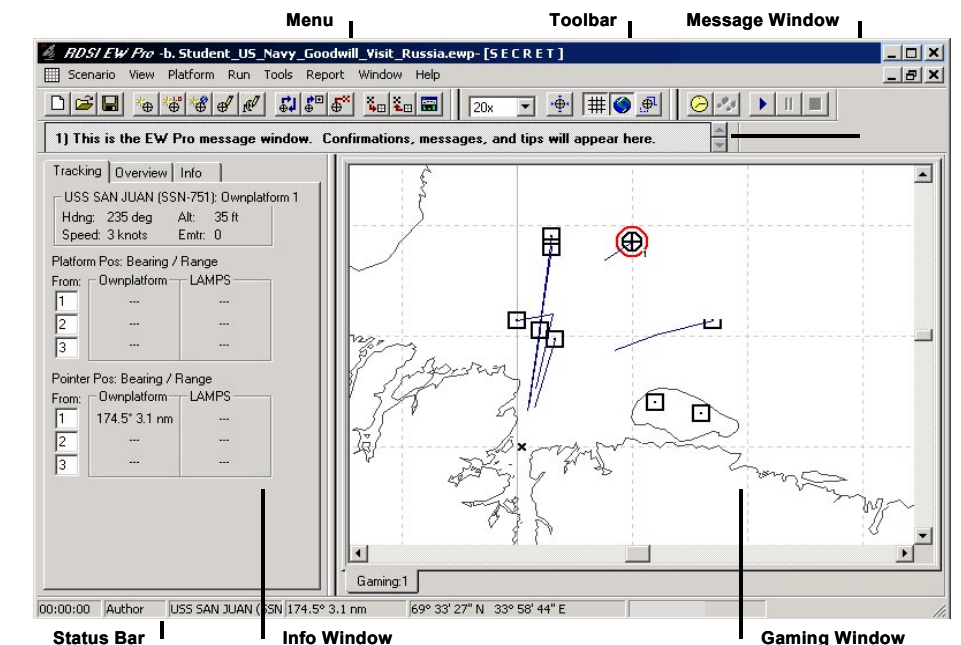 Menu Toolbar Message Window
RDSI EW Pro -b. Student_US_Navy_Goodwill_Visit_Russia.ewp- [S E C R E T]
Scenario View Platform Run Tools Report Window Help
20x
1) This is the EW Pro message window. Confirmations, messages, and tips will appear here.
Tracking Overview Info
USS SAN JUAN (SSN-751): Ownplatform 1
Hdng: 235 deg Alt: 35 ft
Speed: 3 knots Emtr: 0
Platform Pos: Bearing / Range
From: Ownplatform LAMPS
1 --- ---
2 --- ---
3 --- ---
Pointer Pos: Bearing / Range
From: Ownplatform LAMPS
1 174.5° 3.1 nm ---
2 --- ---
3 --- ---
1
Gaming:1
00:00:00 Author USS SAN JUAN (SSN 174.5° 3.1 nm 69° 33' 27" N 33° 58' 44" E
Status Bar Info Window Gaming Window